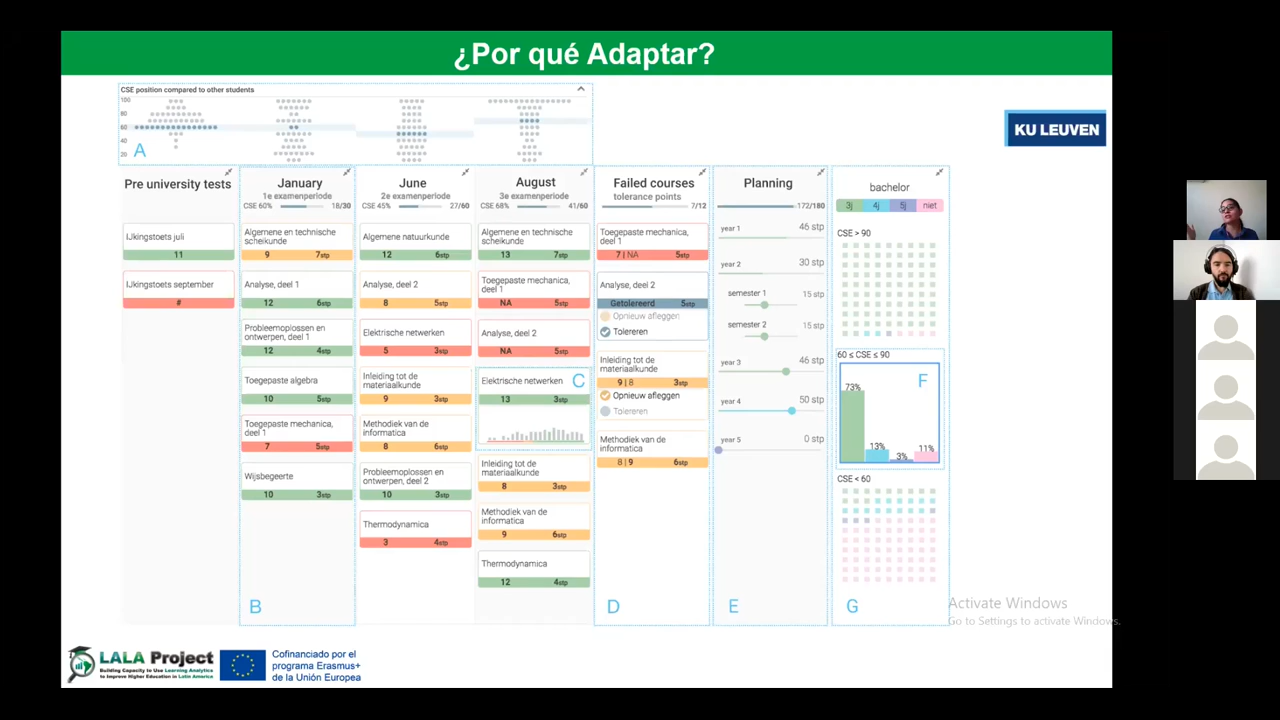 ¿Por qué Adaptar?
CSE position compared to other students
100
80
60
40
20
A
KU LEUVEN
Pre university tests
IJkingstoets juli
11
IJkingstoets september
#
January
1e examenperiode
CSE 60% 18/30
Algemene en technische
scheikunde
9 7stp
Analyse, deel 1
12 6stp
Probleemoplossen en
ontwerpen, deel 1
12 4stp
Toegepaste algebra
10 5stp
Toegepaste mechanica,
deel 1
7 5stp
Wijsbegeerte
10 3stp
B
June
2e examenperiode
CSE 45% 27/60
Algemene natuurkunde
12 6stp
Analyse, deel 2
8 5stp
Elektrische netwerken
5 3stp
Inleiding tot de
materiaalkunde
9 3stp
Methodiek van de
informatica
8 6stp
Probleemoplossen en
ontwerpen, deel 2
10 3stp
Thermodynamica
3 4stp
August
3e examenperiode
CSE 68% 41/60
Algemene en technische
scheikunde
13 7stp
Toegepaste mechanica,
deel 1
NA 5stp
Analyse, deel 2
NA 5stp
Elektrische netwerken C
13 3stp
Inleiding tot de
materiaalkunde
8 3stp
Methodiek van de
informatica
9 6stp
Thermodynamica
12 4stp
Failed courses
tolerance points
7/12
Toegepaste mechanica,
deel 1
7 | NA 5stp
Analyse, deel 2
Getolereerd 5stp
Opnieuw afleggen
Tolereren
Inleiding tot de
materiaalkunde
9 | 8 3stp
Opnieuw afleggen
Tolereren
Methodiek van de
informatica
8 | 9 6stp
D
Planning
172/180
year 1 46 stp
year 2 30 stp
semester 1 15 stp
semester 2 15 stp
year 3 46 stp
year 4 50 stp
year 5 0 stp
E
bachelor
3j 4j 5j niet
CSE > 90
60 ≤ CSE ≤ 90
F
73%
13%
3%
11%
CSE < 60
G
Activate Windows
Go to Settings to activate Windows.
LALA Project
Building Capacity to Use Learning Analytics
to Improve Higher Education in Latin America
Cofinanciado por el
programa Erasmus+
de la Unión Europea